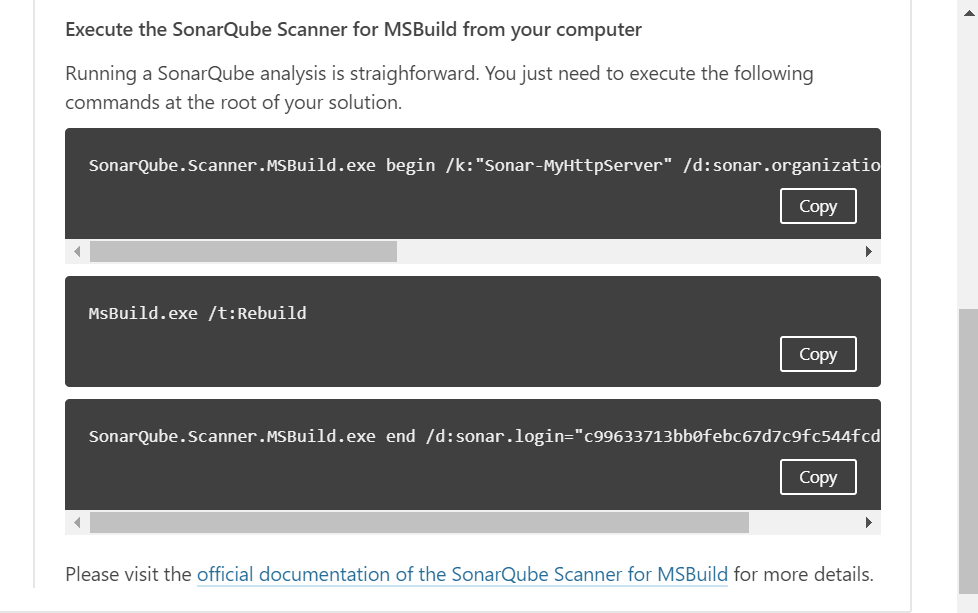 Execute the SonarQube Scanner for MSBuild from your computer
Running a SonarQube analysis is straighforward. You just need to execute the following
commands at the root of your solution.
SonarQube.Scanner.MSBuild.exe begin /k:"Sonar-MyHttpServer" /d:sonar.organizatio
Copy
MsBuild.exe /t:Rebuild
Copy
SonarQube.Scanner.MSBuild.exe end /d:sonar.login="c99633713bb0febc67d7c9fc544fcd
Copy
Please visit the official documentation of the SonarQube Scanner for MSBuild for more details.